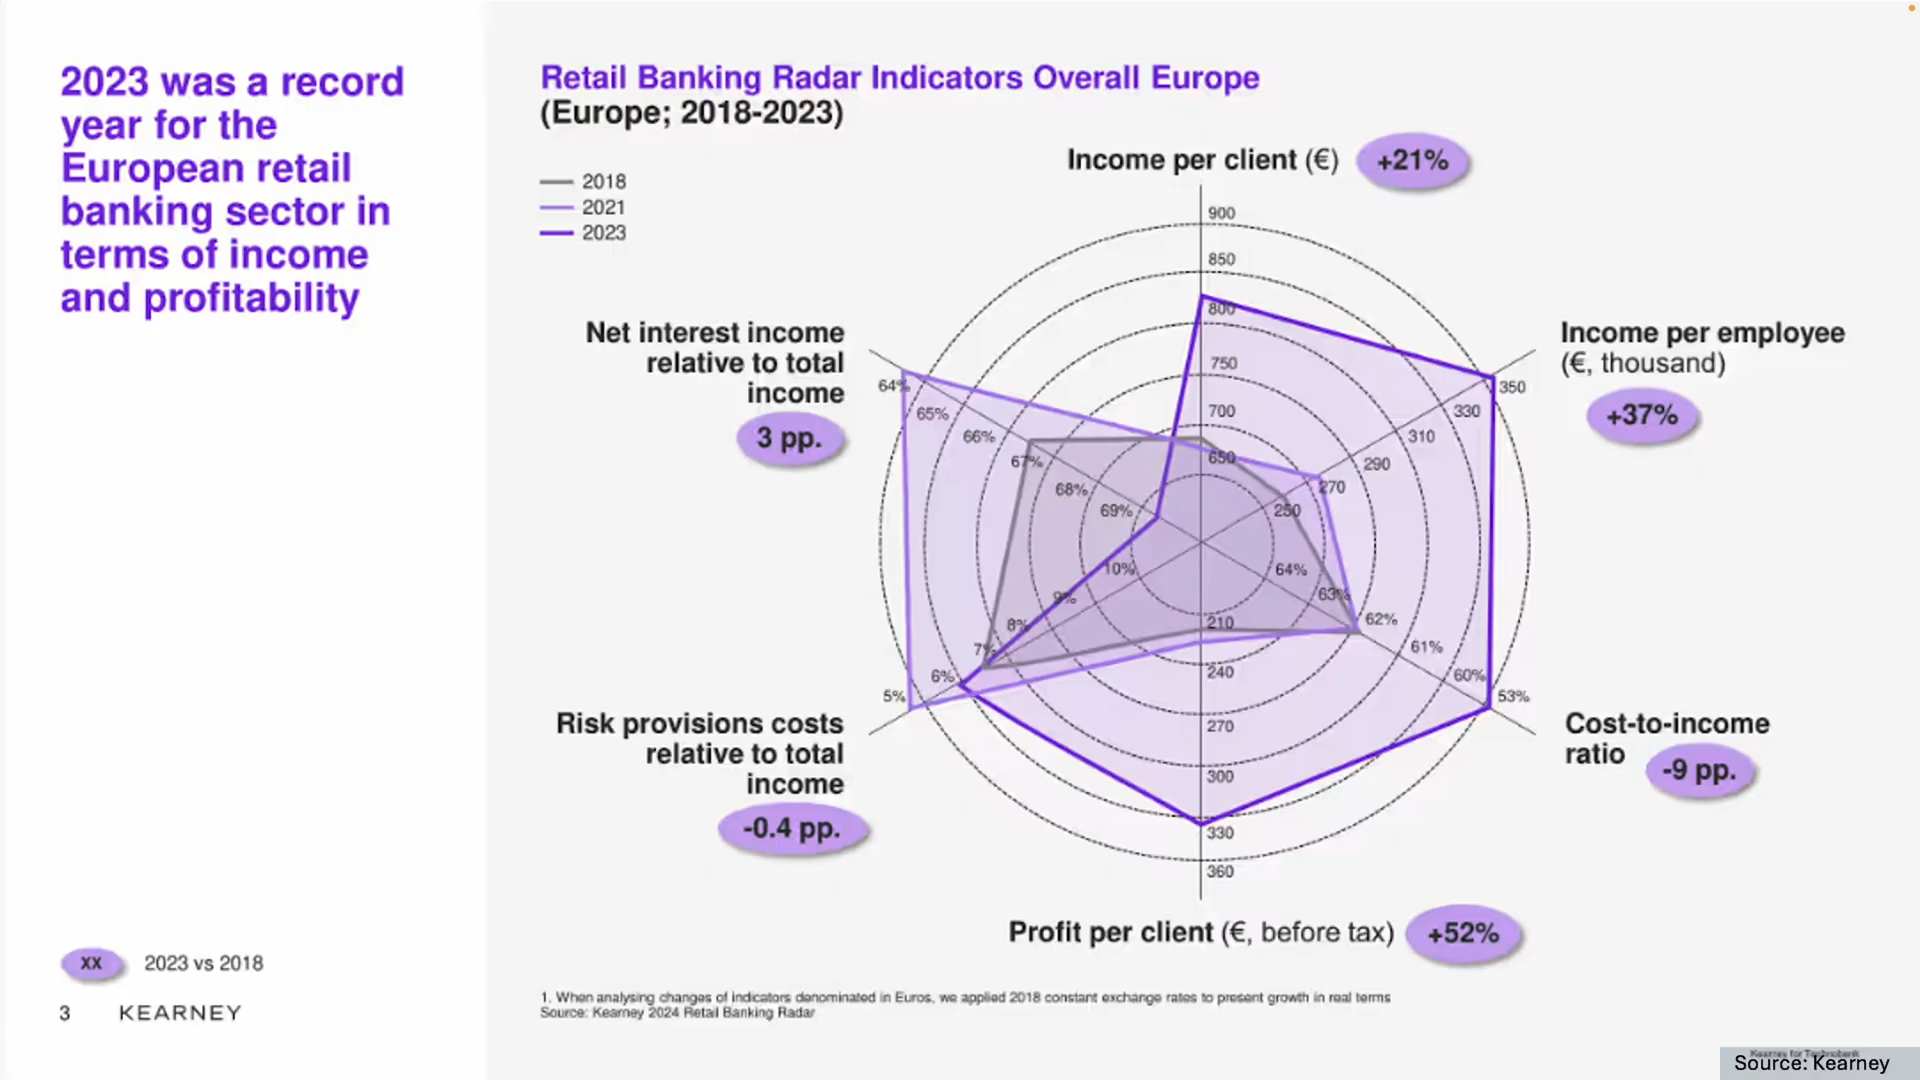 2023 was a record
year for the
European retail
banking sector in
terms of income
and profitability
Retail Banking Radar Indicators Overall Europe
(Europe; 2018-2023)
2018
2021
2023
Income per client (€)
+21%
Income per employee
(€, thousand)
+37%
Cost-to-income
ratio
-9 pp.
Profit per client (€, before tax)
+52%
Risk provisions costs
relative to total
income
-0.4 pp.
Net interest income
relative to total
income
3 pp.
900
850
800
750
700
650
350
330
310
290
270
250
64%
63%
62%
61%
60%
53%
210
240
270
300
330
360
10%
9%
8%
7%
6%
5%
64%
65%
66%
67%
68%
69%
XX 2023 vs 2018
3 KEARNEY
1. When analysing changes of indicators denominated in Euros, we applied 2018 constant exchange rates to present growth in real terms
Source: Kearney 2024 Retail Banking Radar
Source: Kearney